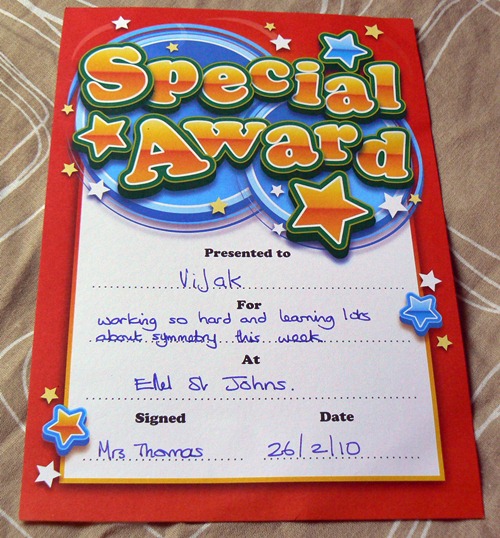 Special
Award
Presented to
Vijak
For
working so hard and learning lots
about symmetry this week
At
Ellel St Johns.
Signed Date
Mrs Thomas 26/2/10